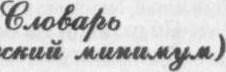 Словарь
ский минимум)